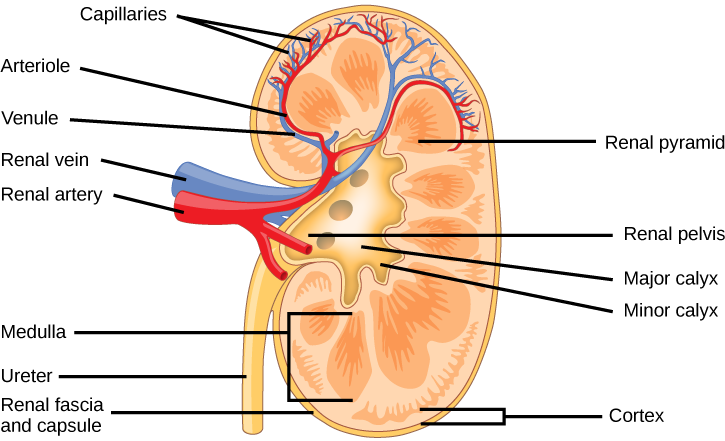 Capillaries
Arteriole
Venule
Renal vein
Renal artery
Medulla
Ureter
Renal fascia
and capsule
Renal pyramid
Renal pelvis
Major calyx
Minor calyx
Cortex